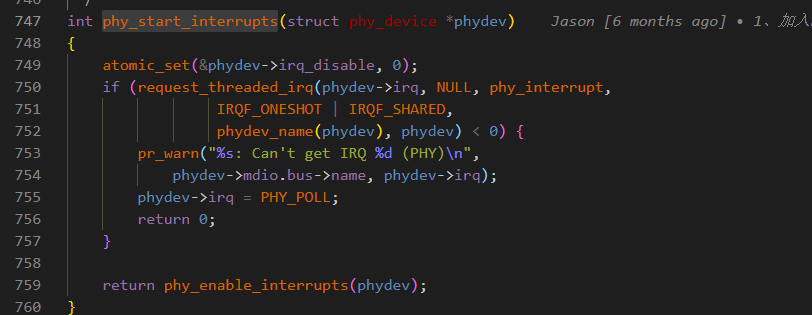 747 int phy_start_interrupts(struct phy_device *phydev) Jason [6 months ago] • 1、加入
748 {
749 atomic_set(&phydev->irq_disable, 0);
750 if (request_threaded_irq(phydev->irq, NULL, phy_interrupt,
751 IRQF_ONESHOT | IRQF_SHARED,
752 phydev_name(phydev), phydev) < 0) {
753 pr_warn("%s: Can't get IRQ %d (PHY)\n",
754 phydev->mdio.bus->name, phydev->irq);
755 phydev->irq = PHY_POLL;
756 return 0;
757 }
758
759 return phy_enable_interrupts(phydev);
760 }